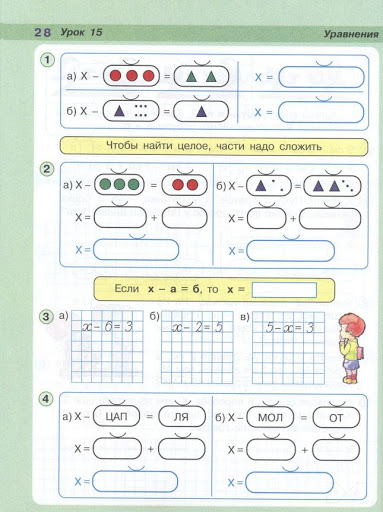 28 Урок 15 Уравнения
1
а) X – = X =
б) X – = X =
Чтобы найти целое, части надо сложить
2
а) X – = б) X – =
X = + X = +
X = X =
Если x – а = б, то x =
3 а) б) в)
x – 6 = 3 x – 2 = 5 5 – x = 3
4
а) X – ЦАП = ЛЯ б) X – МОЛ = ОТ
X = + X = +
X = X =